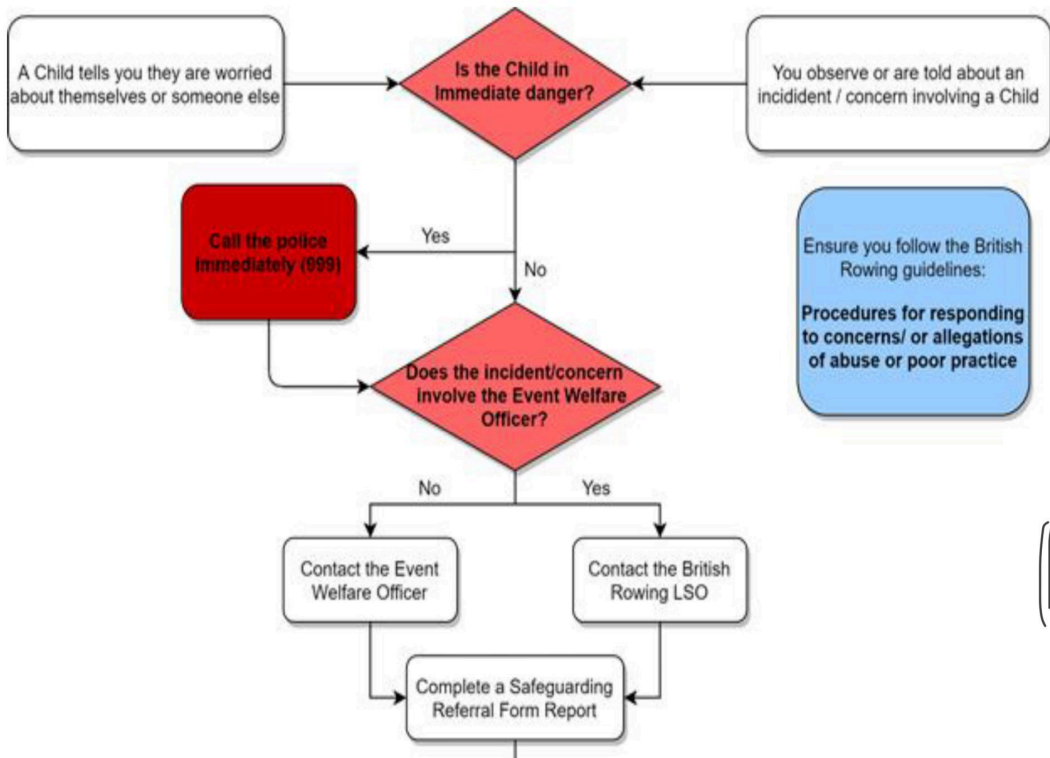 A Child tells you they are worried
about themselves or someone else
Is the Child in
Immediate danger?
You observe or are told about an
incidident / concern involving a Child
Call the police
immediately (999)
Yes
No
Ensure you follow the British
Rowing guidelines:
Procedures for responding
to concerns/ or allegations
of abuse or poor practice
Does the incident/concern
involve the Event Welfare
Officer?
No
Yes
Contact the Event
Welfare Officer
Contact the British
Rowing LSO
Complete a Safeguarding
Referral Form Report